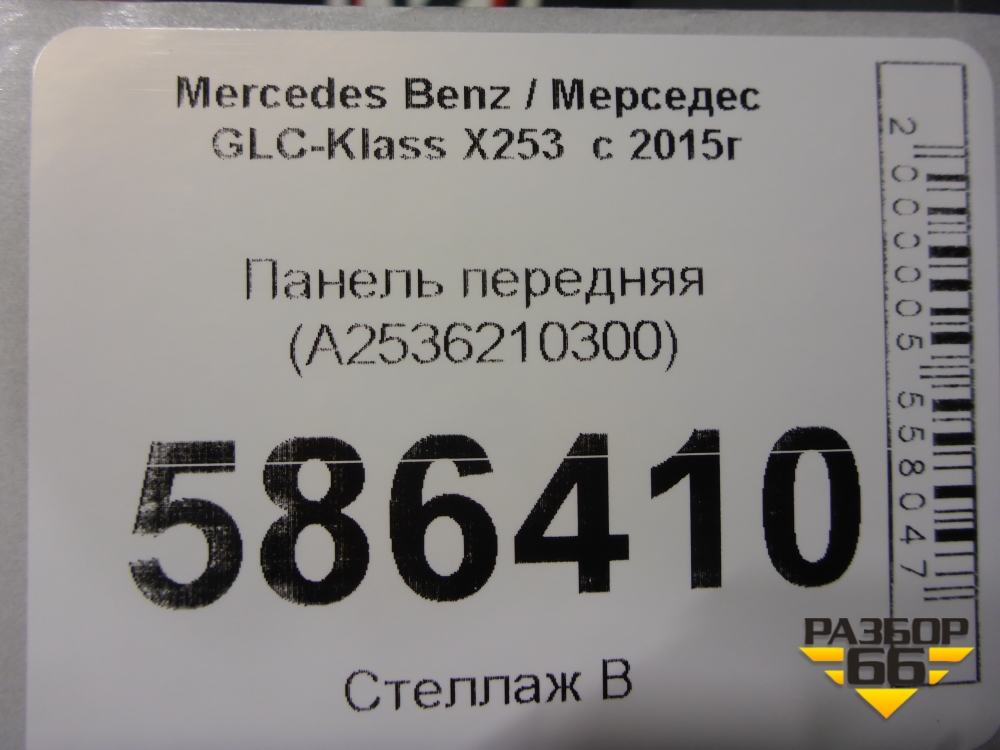 Mercedes Benz / Мерседес
GLC-Klass X253 с 2015г
Панель передняя
(A2536210300)
586410
Стеллаж В
2000005558047
РАЗБОР
66